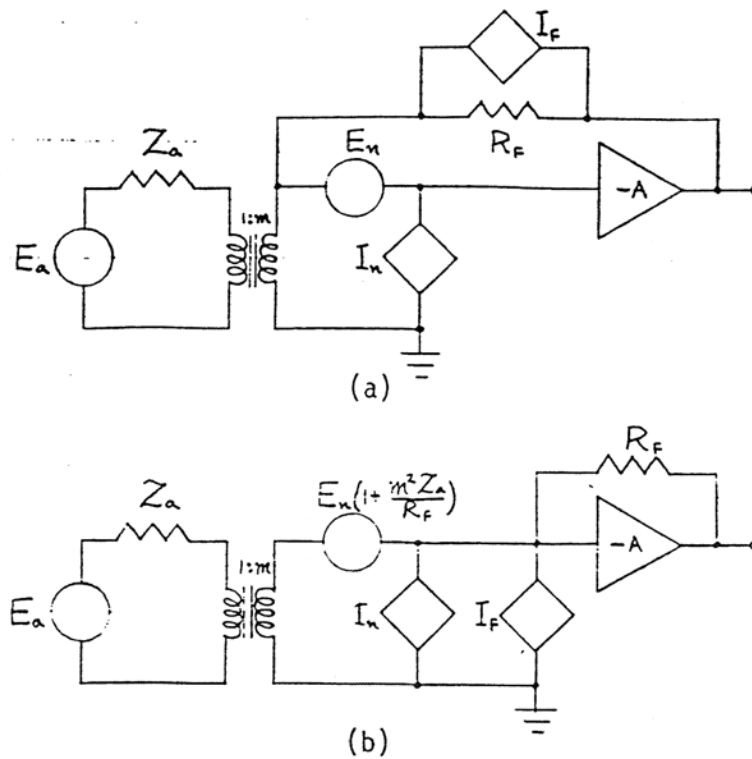 I_F
R_F
Z_a
E_n
1:m
-A
E_a
I_n
(a)
R_F
E_n(1+ m²Z_a/R_F)
Z_a
1:m
-A
E_a
I_n
I_F
(b)